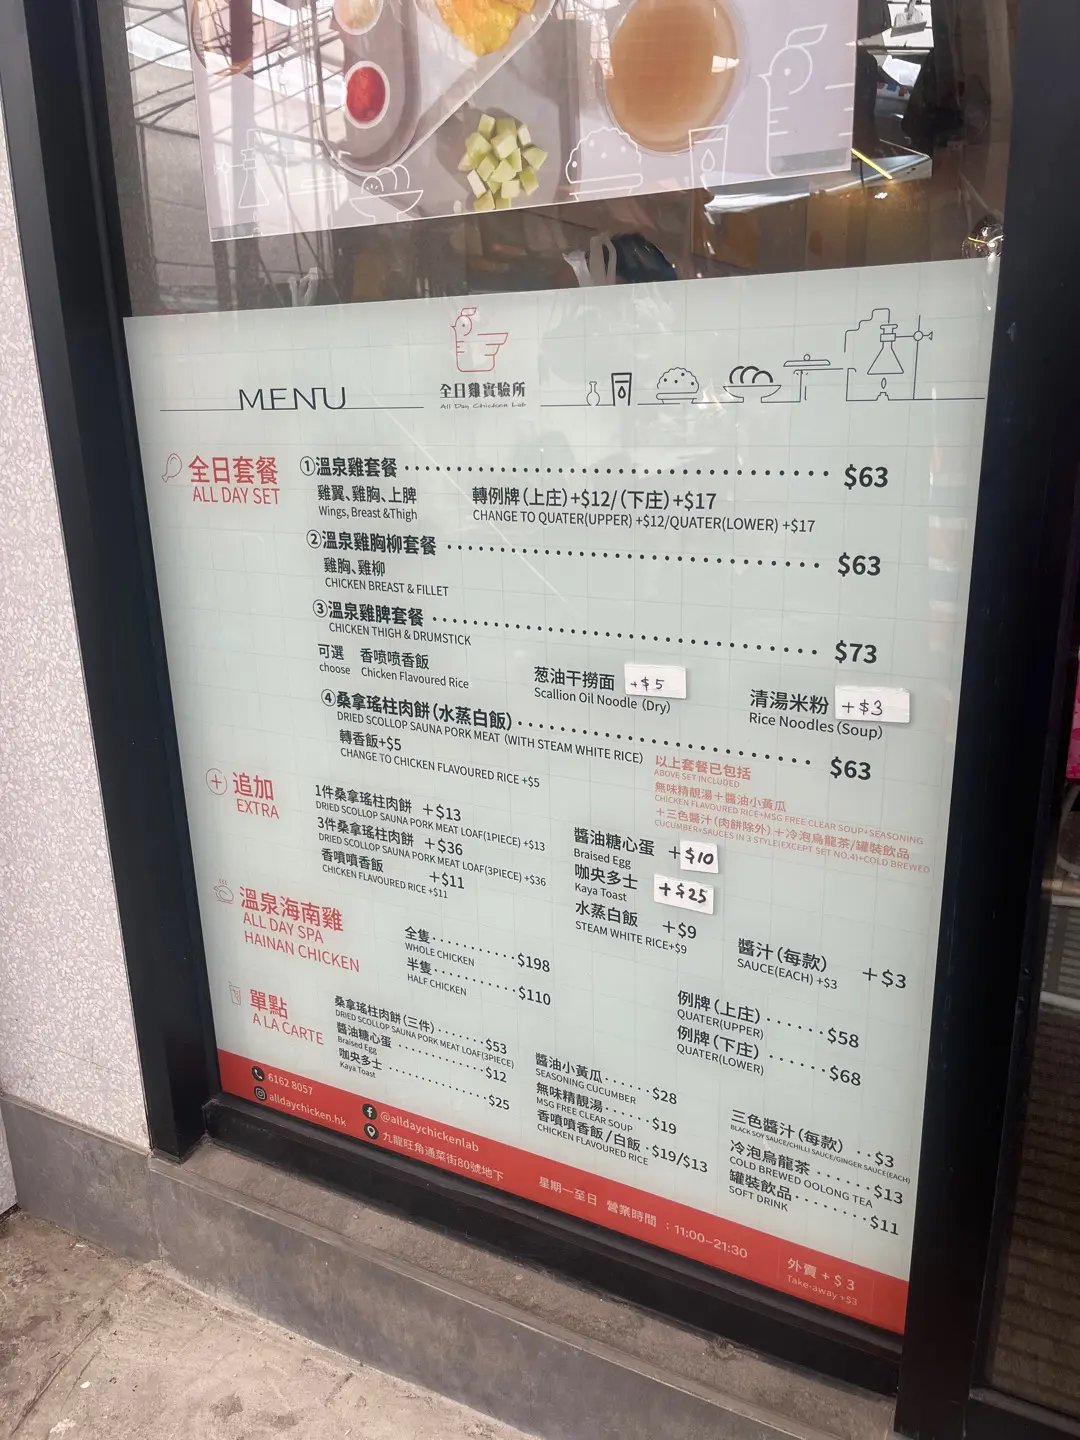 MENU
全日雞實驗所
All Day Chicken Lab
全日套餐
ALL DAY SET
①溫泉雞套餐 $63
雞翼、雞胸、上脾
Wings, Breast &Thigh
轉例牌(上庄)+$12/(下庄)+$17
CHANGE TO QUATER(UPPER) +$12/QUATER(LOWER) +$17
②溫泉雞胸柳套餐 $63
雞胸、雞柳
CHICKEN BREAST & FILLET
③溫泉雞脾套餐 $73
CHICKEN THIGH & DRUMSTICK
可選 香噴噴香飯
choose Chicken Flavoured Rice
葱油干撈面 +$5
Scallion Oil Noodle (Dry)
清湯米粉 +$3
Rice Noodles (Soup)
④桑拿瑤柱肉餅(水蒸白飯) $63
DRIED SCOLLOP SAUNA PORK MEAT (WITH STEAM WHITE RICE)
轉香飯+$5
CHANGE TO CHICKEN FLAVOURED RICE +$5
以上套餐已包括
ABOVE SET INCLUDED
無味精靚湯+醬油小黃瓜
CHICKEN FLAVOURED RICE+MSG FREE CLEAR SOUP+SEASONING
+三色醬汁(肉餅除外)+冷泡烏龍茶/罐裝飲品
CUCUMBER+SAUCES IN 3 STYLE(EXCEPT SET NO.4)+COLD BREWED
追加
EXTRA
1件桑拿瑤柱肉餅 +$13
DRIED SCOLLOP SAUNA PORK MEAT LOAF(1PIECE) +$13
3件桑拿瑤柱肉餅 +$36
DRIED SCOLLOP SAUNA PORK MEAT LOAF(3PIECE) +$36
香噴噴香飯 +$11
CHICKEN FLAVOURED RICE +$11
醬油糖心蛋 +$10
Braised Egg
咖央多士 +$25
Kaya Toast
水蒸白飯 +$9
STEAM WHITE RICE+$9
醬汁(每款) +$3
SAUCE(EACH) +$3
溫泉海南雞
ALL DAY SPA
HAINAN CHICKEN
全隻 $198
WHOLE CHICKEN
半隻 $110
HALF CHICKEN
例牌(上庄) $58
QUATER(UPPER)
例牌(下庄) $68
QUATER(LOWER)
單點
A LA CARTE
桑拿瑤柱肉餅(三件) $53
DRIED SCOLLOP SAUNA PORK MEAT LOAF(3PIECE)
醬油糖心蛋 $12
Braised Egg
咖央多士 $25
Kaya Toast
醬油小黃瓜 $28
SEASONING CUCUMBER
無味精靚湯 $19
MSG FREE CLEAR SOUP
香噴噴香飯/白飯 $19/$13
CHICKEN FLAVOURED RICE
三色醬汁(每款) $3
BLACK SOY SAUCE/CHILLI SAUCE/GINGER SAUCE(EACH)
冷泡烏龍茶 $13
COLD BREWED OOLONG TEA
罐裝飲品 $11
SOFT DRINK
6162 8057
alldaychicken.hk
@alldaychickenlab
九龍旺角通菜街80號地下
星期一至日 營業時間 : 11:00-21:30
外賣 + $ 3
Take-away +$3